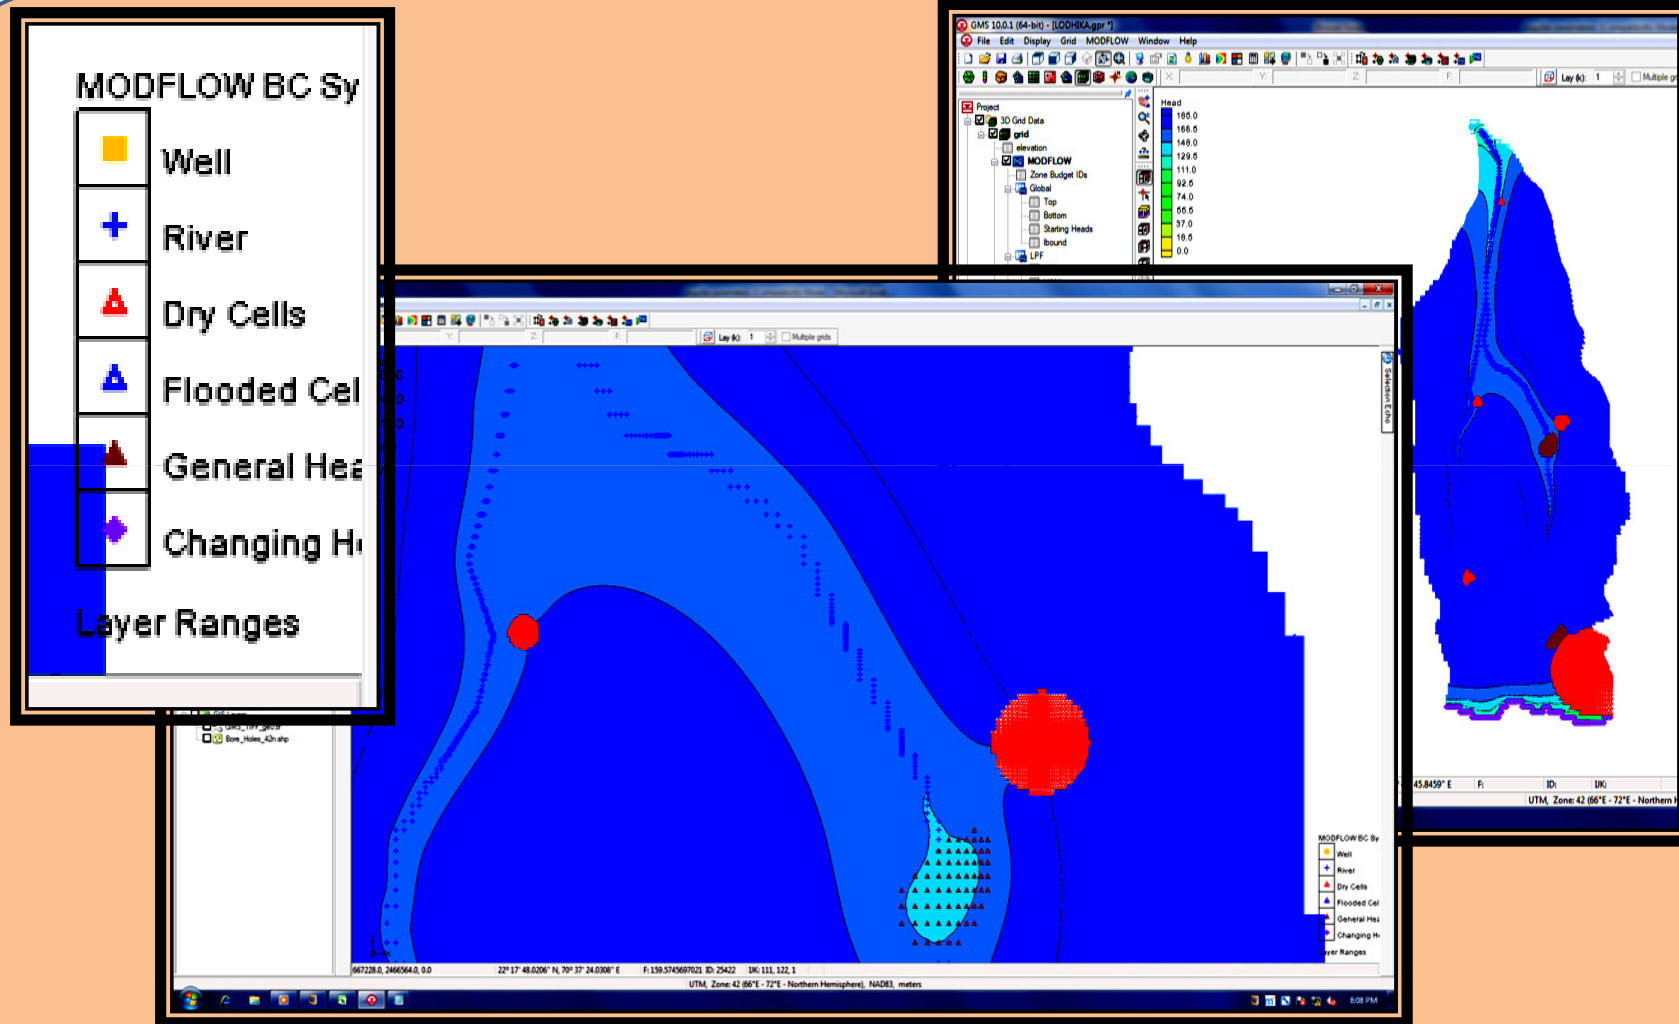 MODFLOW BC Sy
Well
River
Dry Cells
Flooded Cel
General Hea
Changing H
Layer Ranges
GMS 10.0.1 (64-bit) - [LODHIKA.gpr *]
File Edit Display Grid MODFLOW Window Help
X: Y: Z: F: Lay (k): 1 Multiple gr
Project
3D Grid Data
grid
elevation
MODFLOW
Zone Budget IDs
Global
Top
Bottom
Starting Heads
Ibound
LPF
Head
185.0
166.5
148.0
129.5
111.0
92.5
74.0
55.5
37.0
18.5
0.0
45.8459" E F: ID: IJK:
UTM, Zone: 42 (66°E - 72°E - Northern H
Y: Z: F: Lay (k): 1 Multiple grids
Selection Echo
Bore_Holes_42n.shp
MODFLOW BC Sy
Well
River
Dry Cells
Flooded Cel
General Hea
Changing H
Layer Ranges
667228.0, 2466564.0, 0.0 22° 17' 48.0206" N, 70° 37' 24.0308" E F: 159.5745697021 ID: 25422 IJK: 111, 122, 1
UTM, Zone: 42 (66°E - 72°E - Northern Hemisphere), NAD83, meters
8:08 PM